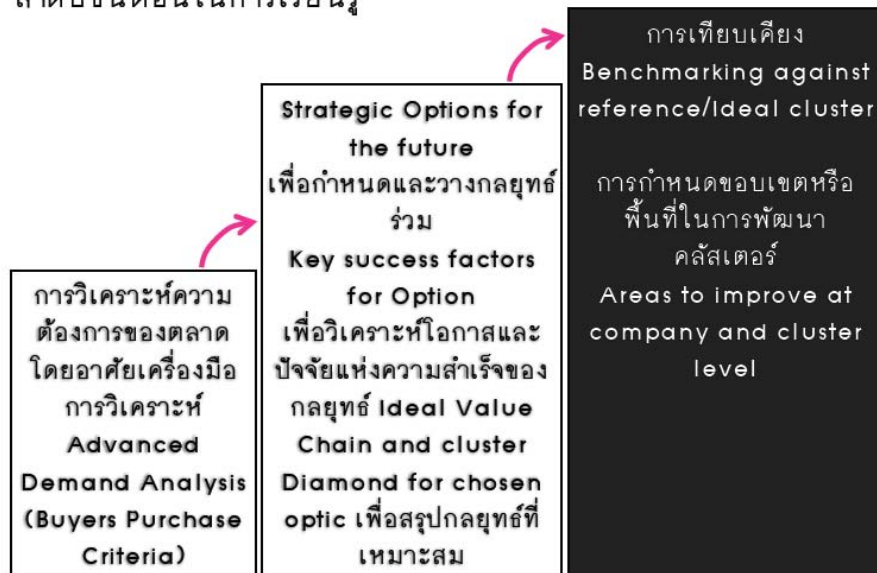 การเทียบเคียง
Benchmarking against
reference/Ideal cluster
การกำหนดขอบเขตหรือ
พื้นที่ในการพัฒนา
คลัสเตอร์
Areas to improve at
company and cluster
level
Strategic Options for
the future
เพื่อกำหนดและวางกลยุทธ์
ร่วม
Key success factors
for Option
เพื่อวิเคราะห์โอกาสและ
ปัจจัยแห่งความสำเร็จของ
กลยุทธ์ Ideal Value
Chain and cluster
Diamond for chosen
optic เพื่อสรุปกลยุทธ์ที่
เหมาะสม
การวิเคราะห์ความ
ต้องการของตลาด
โดยอาศัยเครื่องมือ
การวิเคราะห์
Advanced
Demand Analysis
(Buyers Purchase
Criteria)